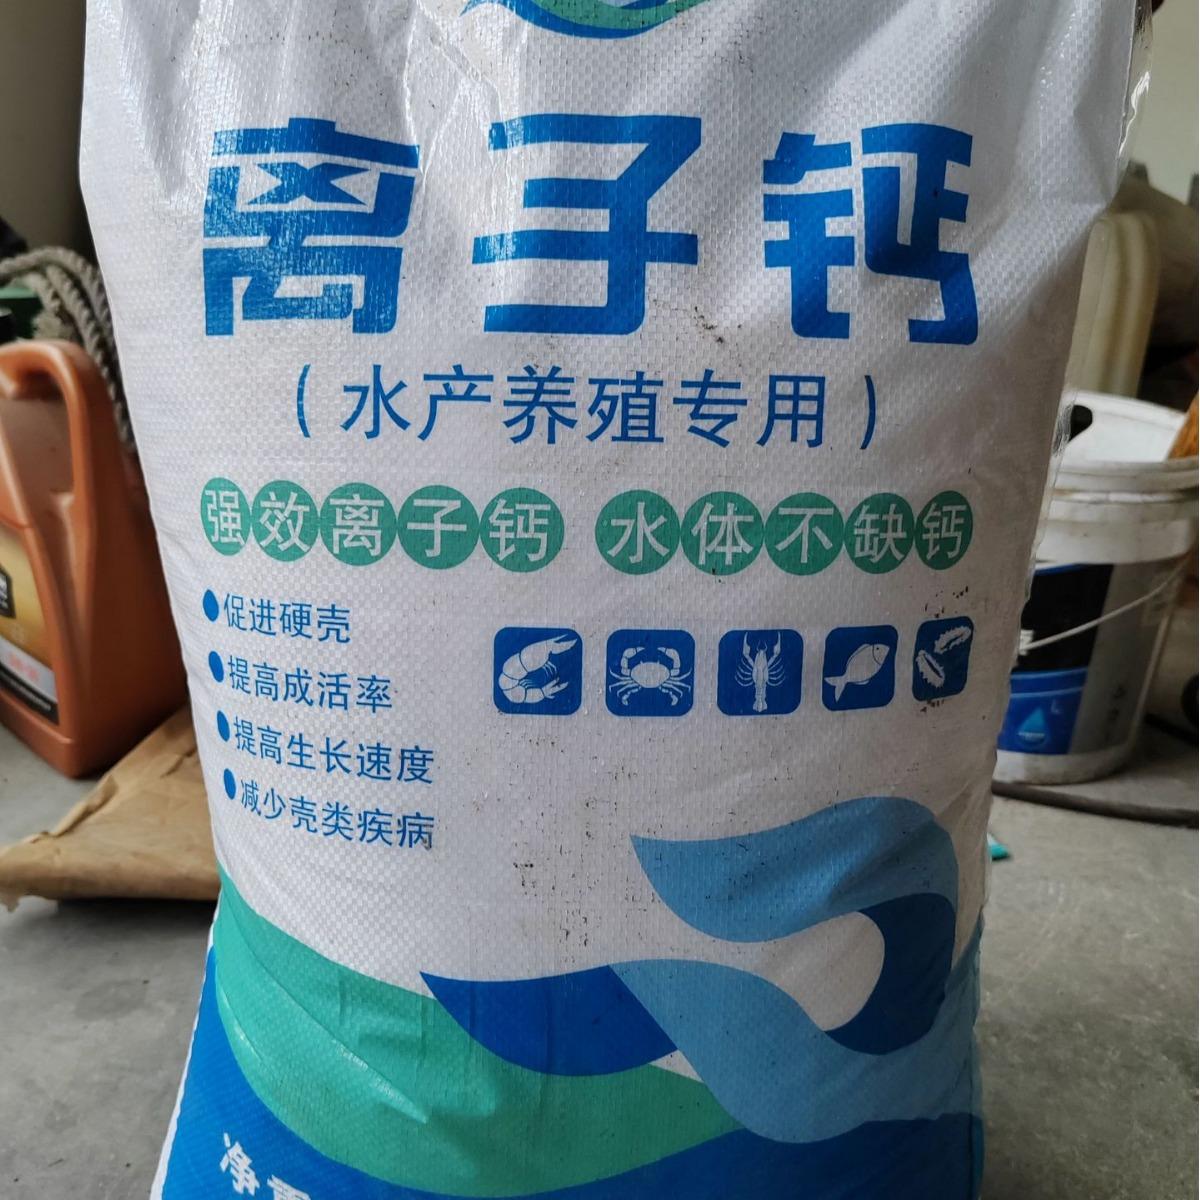 离子钙
（水产养殖专用）
强效离子钙 水体不缺钙
●促进硬壳
●提高成活率
●提高生长速度
●减少壳类疾病
净